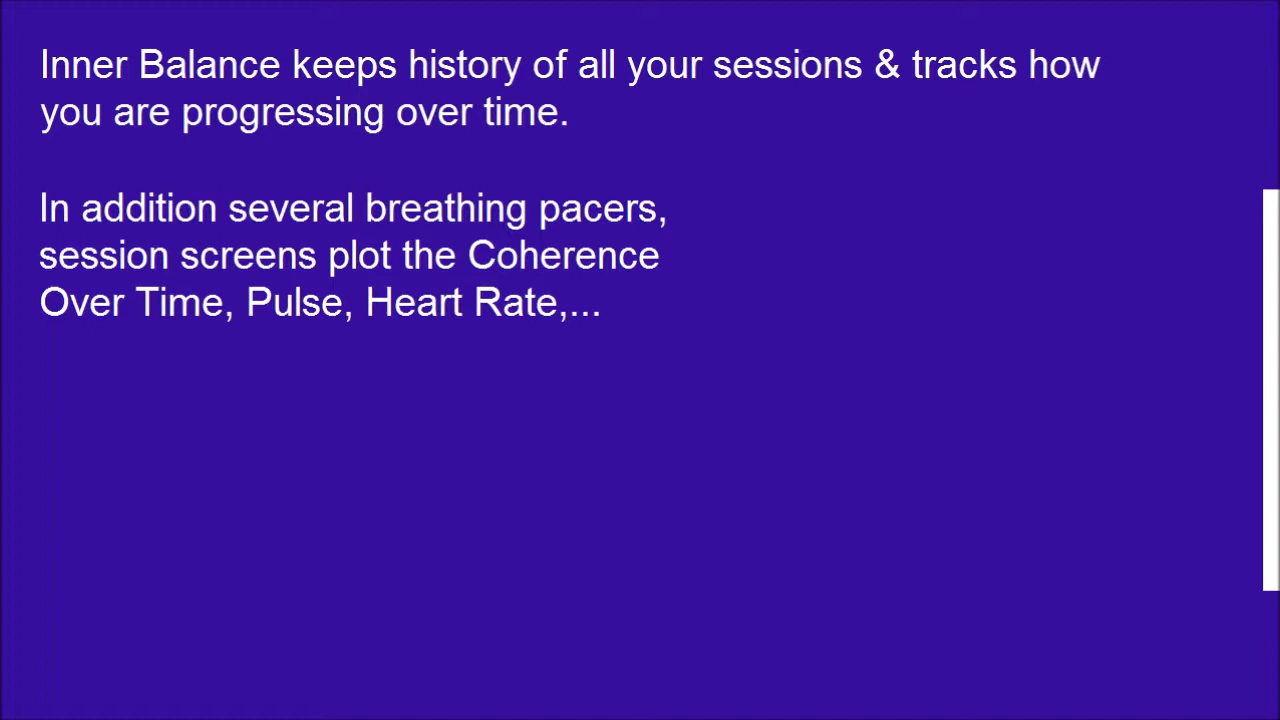 Inner Balance keeps history of all your sessions & tracks how
you are progressing over time.
In addition several breathing pacers,
session screens plot the Coherence
Over Time, Pulse, Heart Rate,...